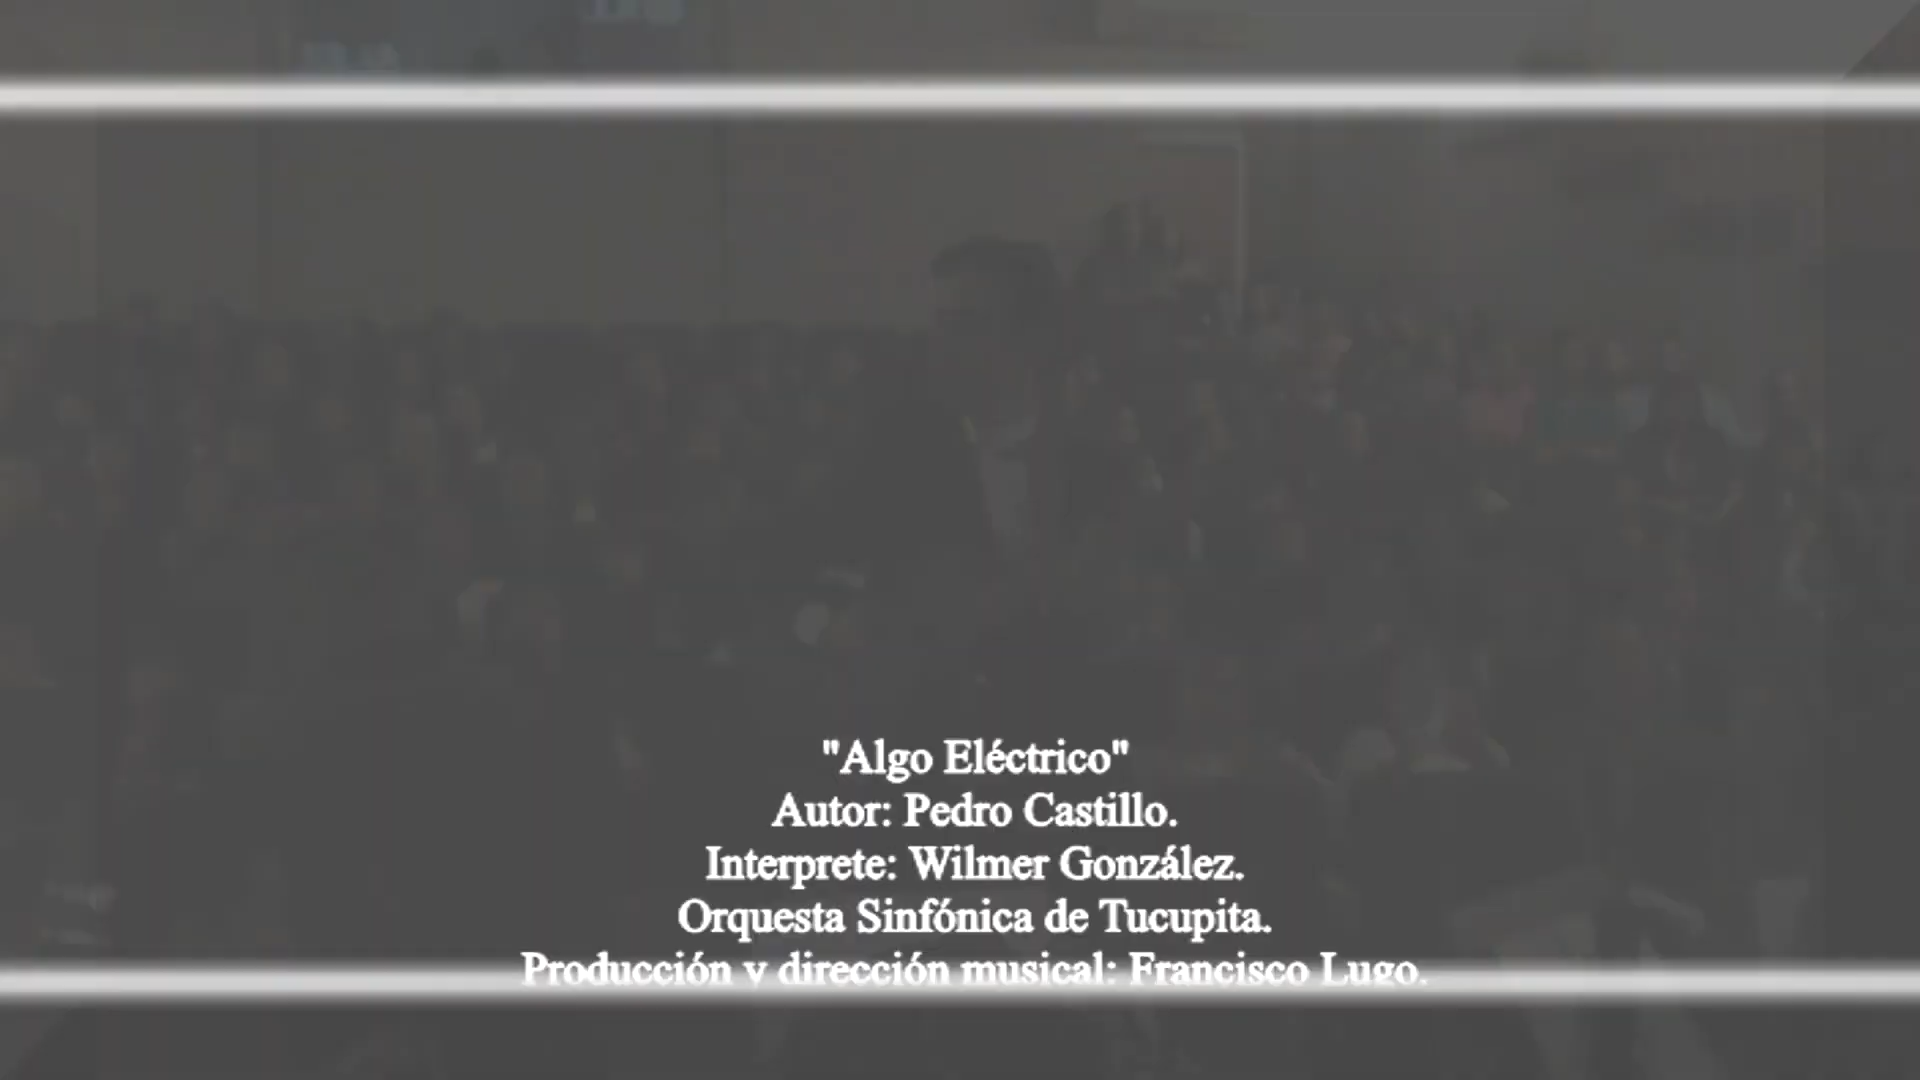 "Algo Eléctrico"
Autor: Pedro Castillo.
Interprete: Wilmer González.
Orquesta Sinfónica de Tucupita.
Producción y dirección musical: Francisco Lugo.